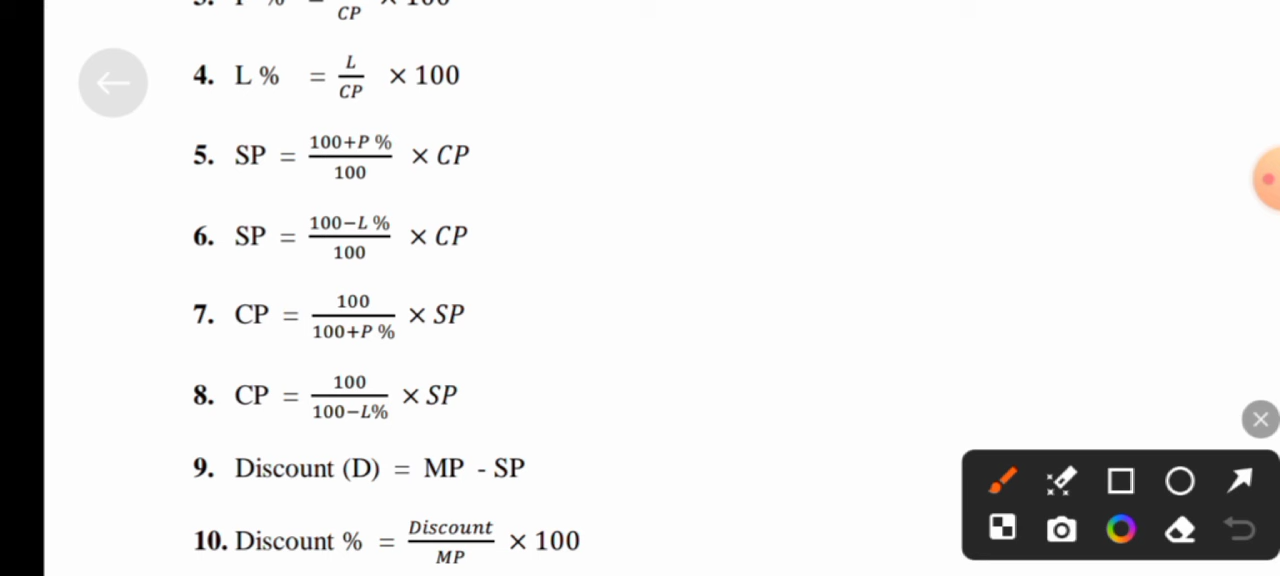 CP
4. L % = L/CP × 100
5. SP = 100+P %/100 × CP
6. SP = 100−L %/100 × CP
7. CP = 100/100+P % × SP
8. CP = 100/100−L% × SP
9. Discount (D) = MP - SP
10. Discount % = Discount/MP × 100